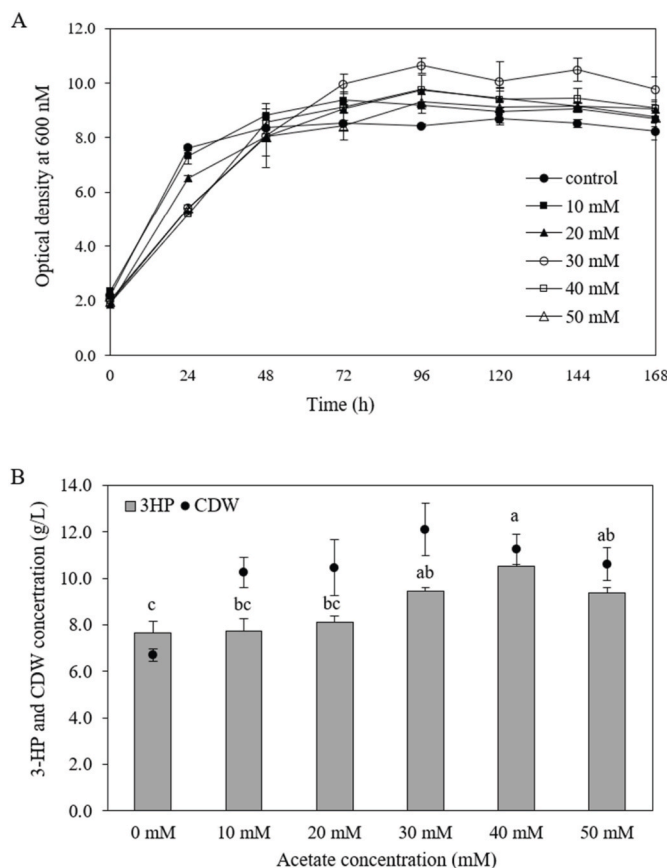 A
12.0
10.0
8.0
6.0
4.0
2.0
0.0
Optical density at 600 nM
control
10 mM
20 mM
30 mM
40 mM
50 mM
0 24 48 72 96 120 144 168
Time (h)
B
14.0
12.0
10.0
8.0
6.0
4.0
2.0
0.0
3-HP and CDW concertration (g/L)
3HP CDW
c bc bc ab a ab
0 mM 10 mM 20 mM 30 mM 40 mM 50 mM
Acetate concentration (mM)